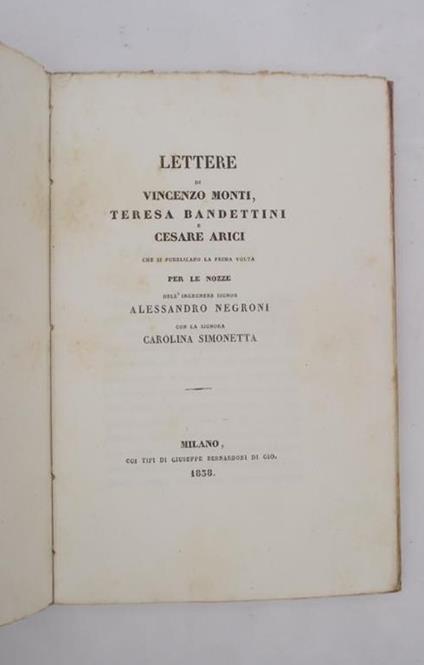 LETTERE
DI
VINCENZO MONTI,
TERESA BANDETTINI
E
CESARE ARICI
CHE SI PUBBLICANO LA PRIMA VOLTA
PER LE NOZZE
DELL'INGEGNERE SIGNOR
ALESSANDRO NEGRONI
CON LA SIGNORA
CAROLINA SIMONETTA
MILANO,
COI TIPI DI GIUSEPPE BERNARDONI DI GIO.
1838.